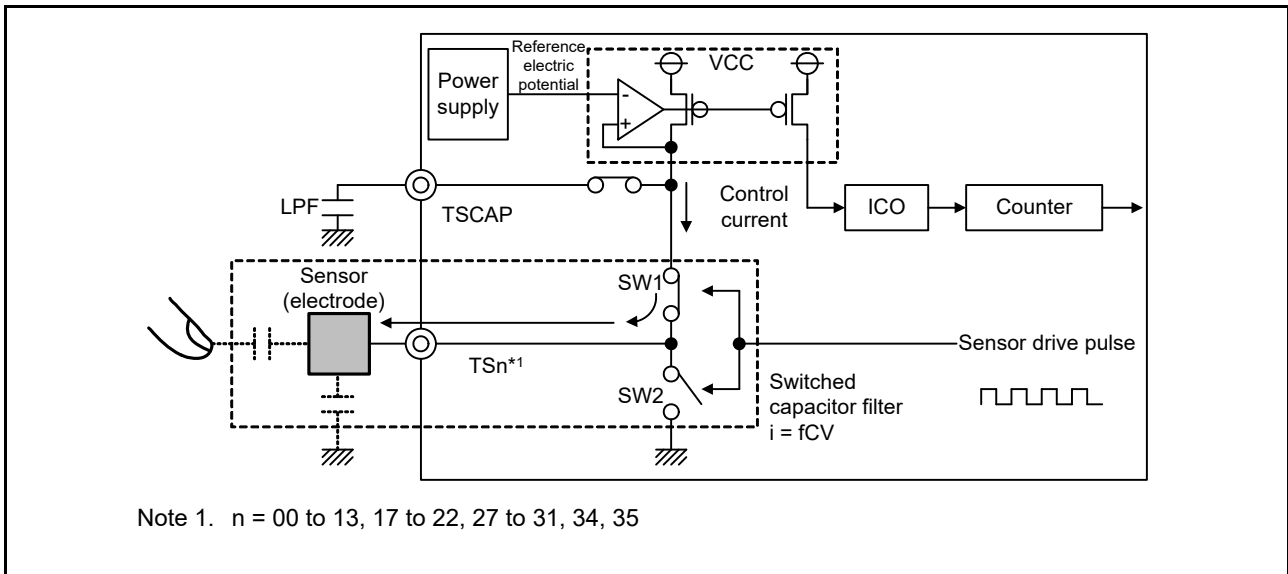 Power
supply
Reference
electric
potential
VCC
-
+
LPF
TSCAP
Control
current
ICO
Counter
Sensor
(electrode)
SW1
TSn*1
SW2
Sensor drive pulse
Switched
capacitor filter
i = fCV
Note 1. n = 00 to 13, 17 to 22, 27 to 31, 34, 35